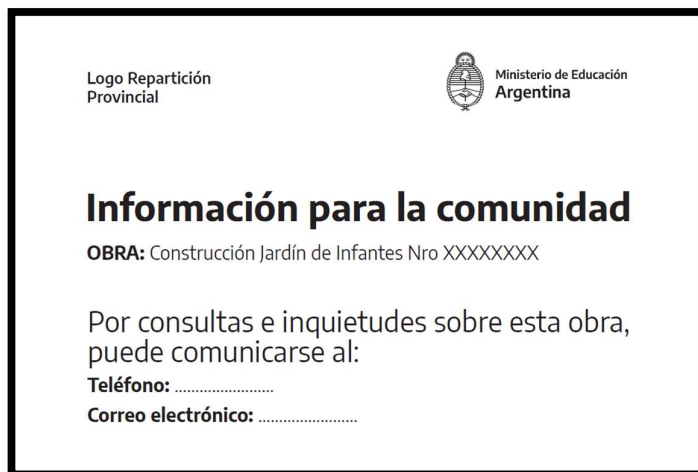 Logo Repartición
Provincial
Ministerio de Educación
Argentina
Información para la comunidad
OBRA: Construcción Jardín de Infantes Nro XXXXXXXX
Por consultas e inquietudes sobre esta obra,
puede comunicarse al:
Teléfono: ........................
Correo electrónico: ........................